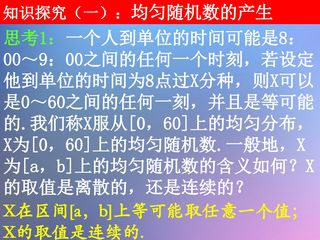 知识探究（一）：均匀随机数的产生
思考1：一个人到单位的时间可能是8：
00～9：00之间的任何一个时刻，若设定
他到单位的时间为8点过X分种，则X可以
是0～60之间的任何一刻，并且是等可能
的.我们称X服从[0，60]上的均匀分布，
X为[0，60]上的均匀随机数.一般地，X
为[a，b]上的均匀随机数的含义如何？X
的取值是离散的，还是连续的？
X在区间[a，b]上等可能取任意一个值；
X的取值是连续的.